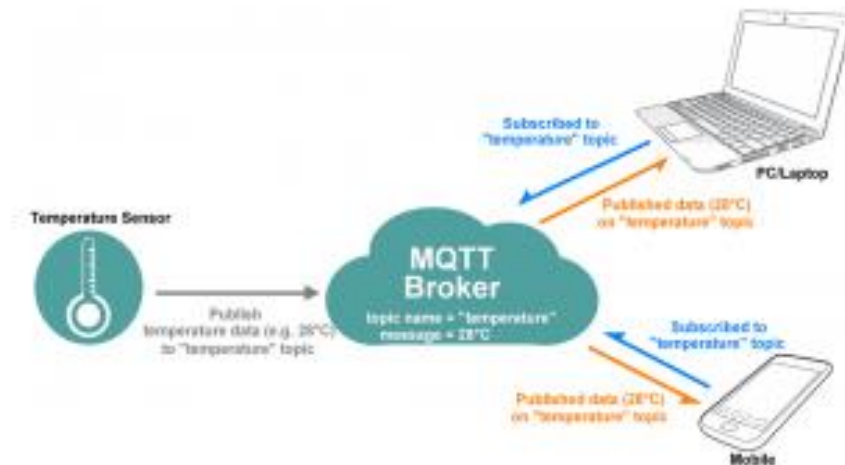 Subscribed to
"temperature" topic
PC/Laptop
Published data (28°C)
on "temperature" topic
Temperature Sensor
MQTT
Broker
topic name = "temperature"
message = 28°C
Publish
temperature data (e.g. 28°C)
to "temperature" topic
Subscribed to
"temperature" topic
Published data (28°C)
on "temperature" topic
Mobile